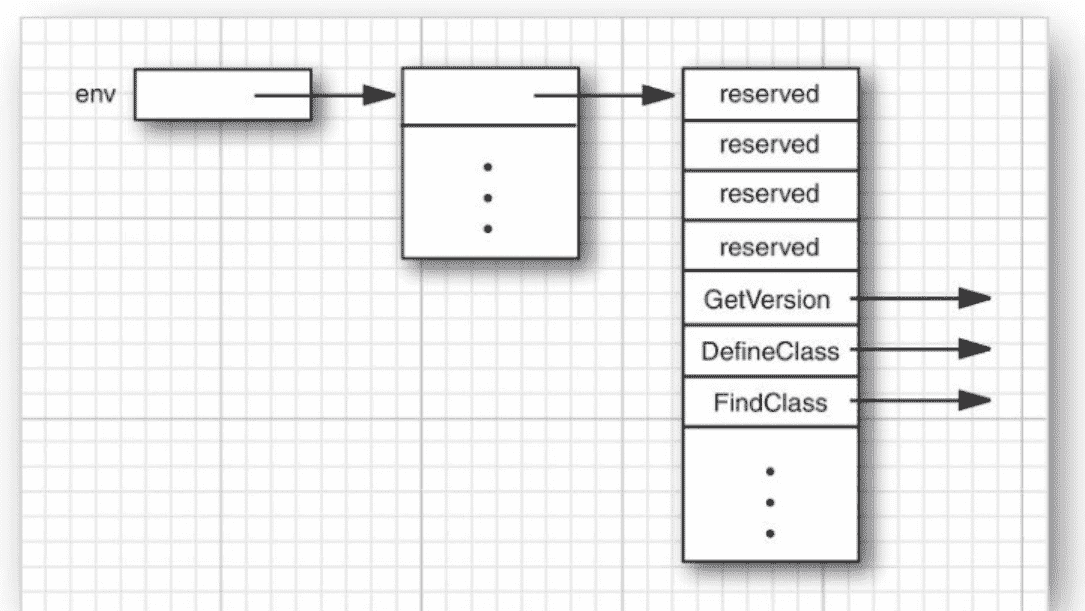 env
reserved
reserved
reserved
reserved
GetVersion
DefineClass
FindClass